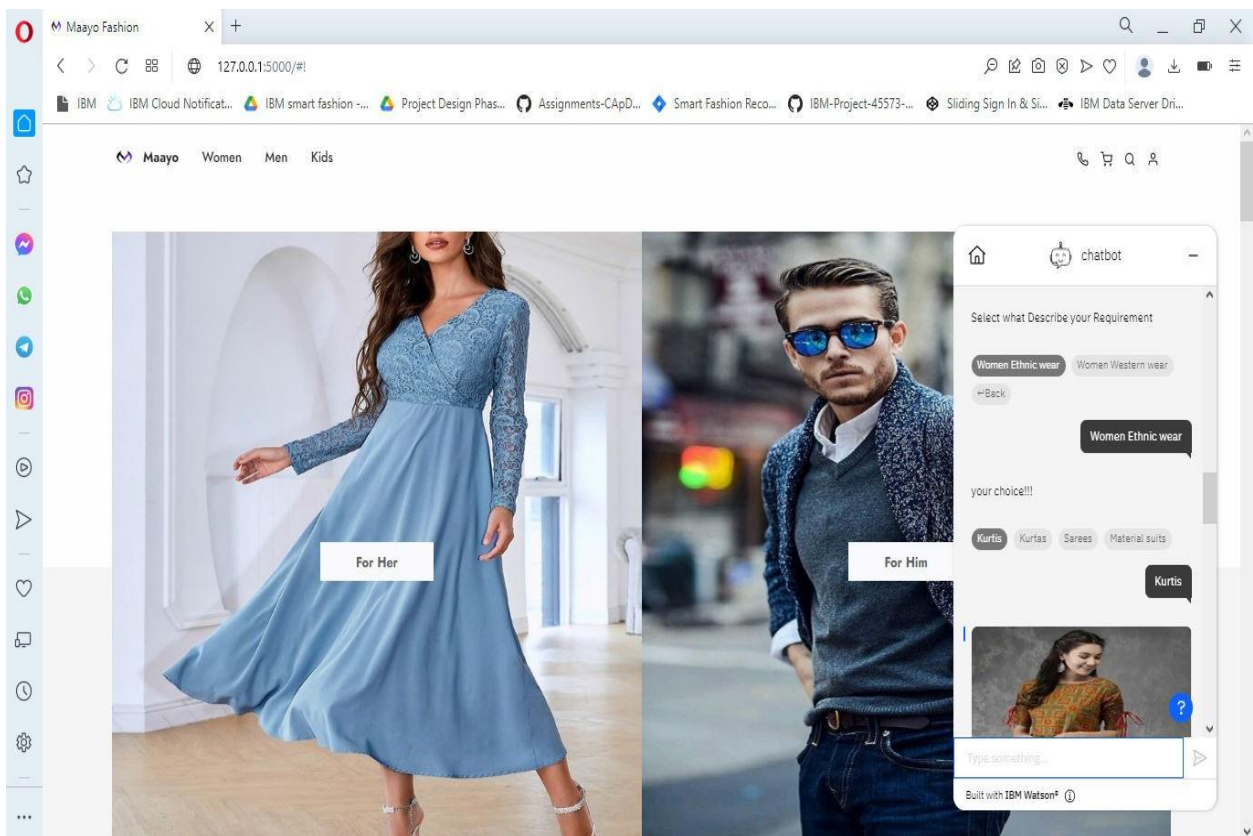 Maayo Fashion
127.0.0.1:5000/#!
IBM IBM Cloud Notificat... IBM smart fashion -... Project Design Phas... Assignments-CApD... Smart Fashion Reco... IBM-Project-45573-... Sliding Sign In & Si... IBM Data Server Dri...
Maayo Women Men Kids
For Her
For Him
chatbot
Select what Describe your Requirement
Women Ethnic wear Women Western wear
↩Back
Women Ethnic wear
your choice!!!
Kurtis Kurtas Sarees Material suits
Kurtis
?
Type something...
Built with IBM Watson®